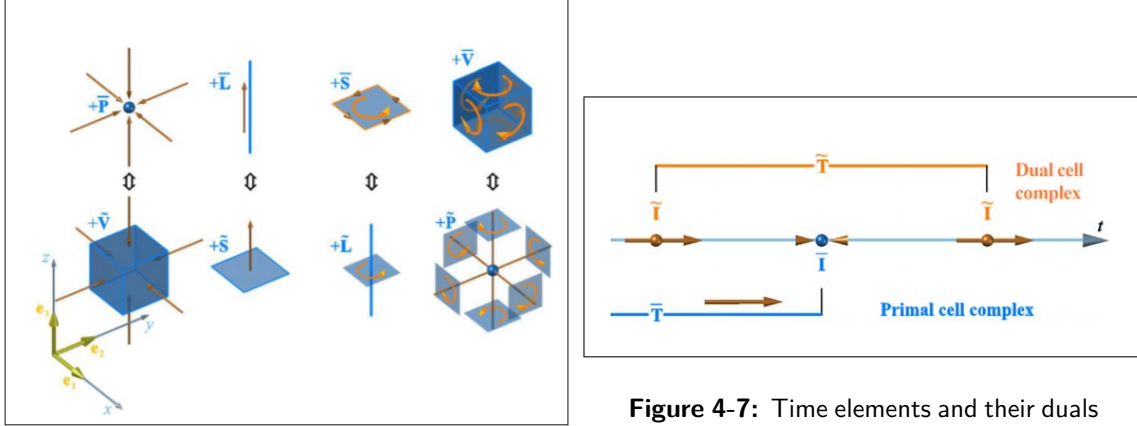 +P̅
+L̅
+S̅
+V̅
+Ṽ
+S̃
+L̃
+P̃
z
y
x
e₃
e₂
e₁
T̃
Dual cell
complex
Ĩ
Ĩ
t
I̅
T̅
Primal cell complex
Figure 4-7: Time elements and their duals